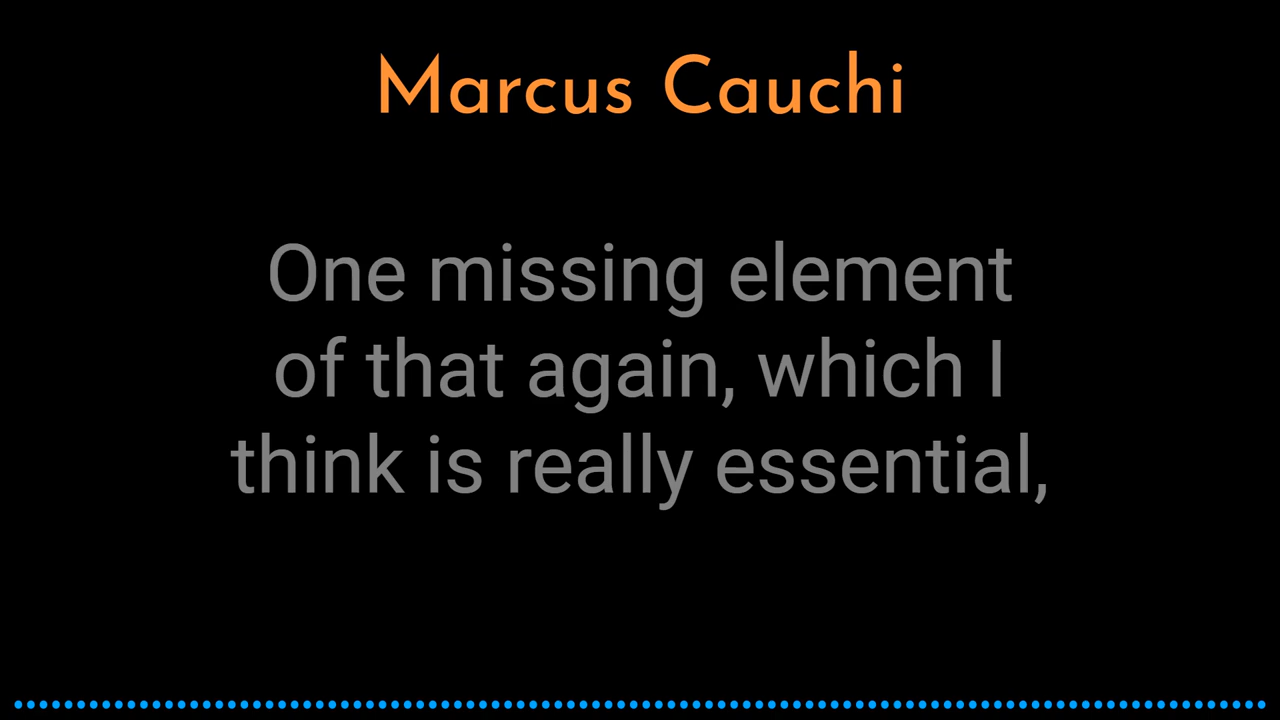 Marcus Cauchi
One missing element
of that again, which I
think is really essential,